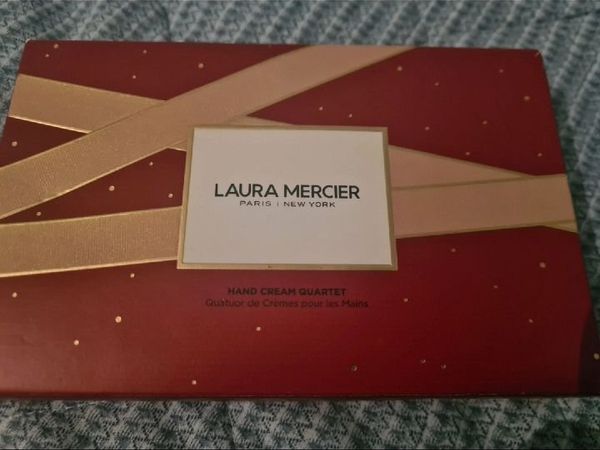 LAURA MERCIER
PARIS | NEW YORK
HAND CREAM QUARTET
Quatuor de Crèmes pour les Mains